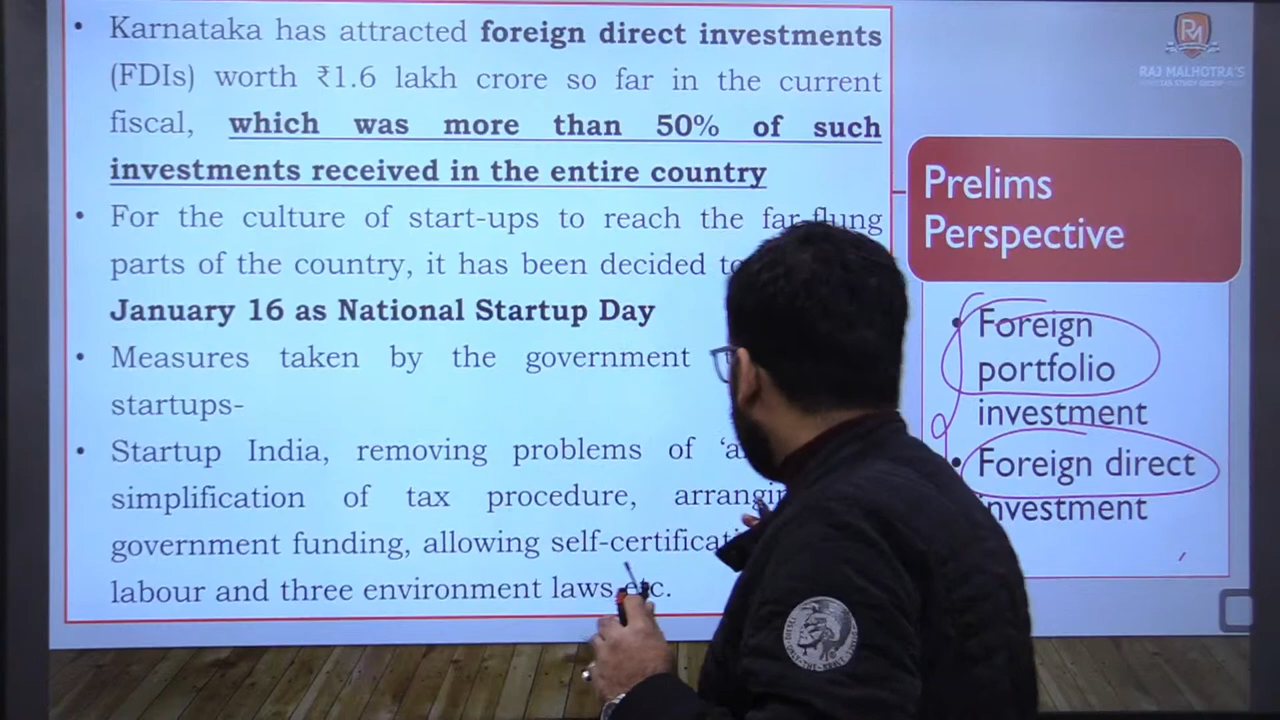 • Karnataka has attracted foreign direct investments
(FDIs) worth ₹1.6 lakh crore so far in the current
fiscal, which was more than 50% of such
investments received in the entire country
• For the culture of start-ups to reach the far-flung
parts of the country, it has been decided to
January 16 as National Startup Day
• Measures taken by the government
startups-
• Startup India, removing problems of
simplification of tax procedure,
government funding, allowing
labour and three environment laws etc.
RM
RAJ MALHOTRA'S
Prelims
Perspective
• Foreign
portfolio
investment
• Foreign direct
investment
DIESEL